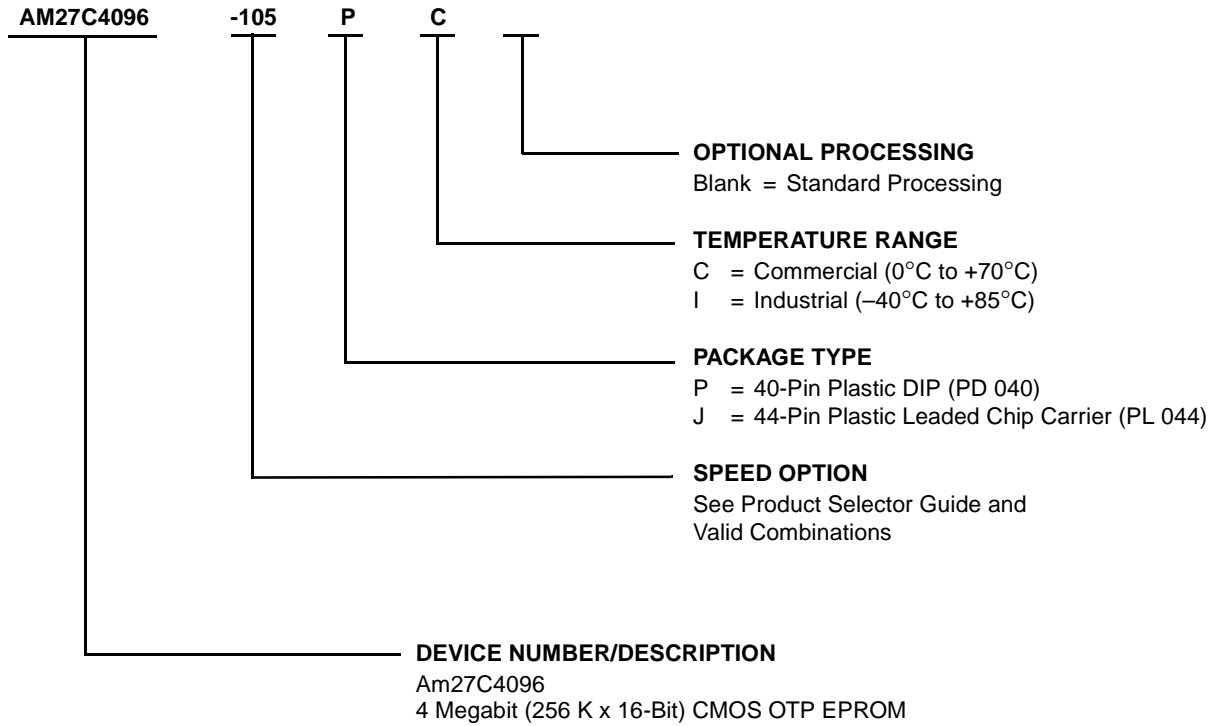 AM27C4096 -105 P C
OPTIONAL PROCESSING
Blank = Standard Processing
TEMPERATURE RANGE
C = Commercial (0°C to +70°C)
I = Industrial (–40°C to +85°C)
PACKAGE TYPE
P = 40-Pin Plastic DIP (PD 040)
J = 44-Pin Plastic Leaded Chip Carrier (PL 044)
SPEED OPTION
See Product Selector Guide and
Valid Combinations
DEVICE NUMBER/DESCRIPTION
Am27C4096
4 Megabit (256 K x 16-Bit) CMOS OTP EPROM